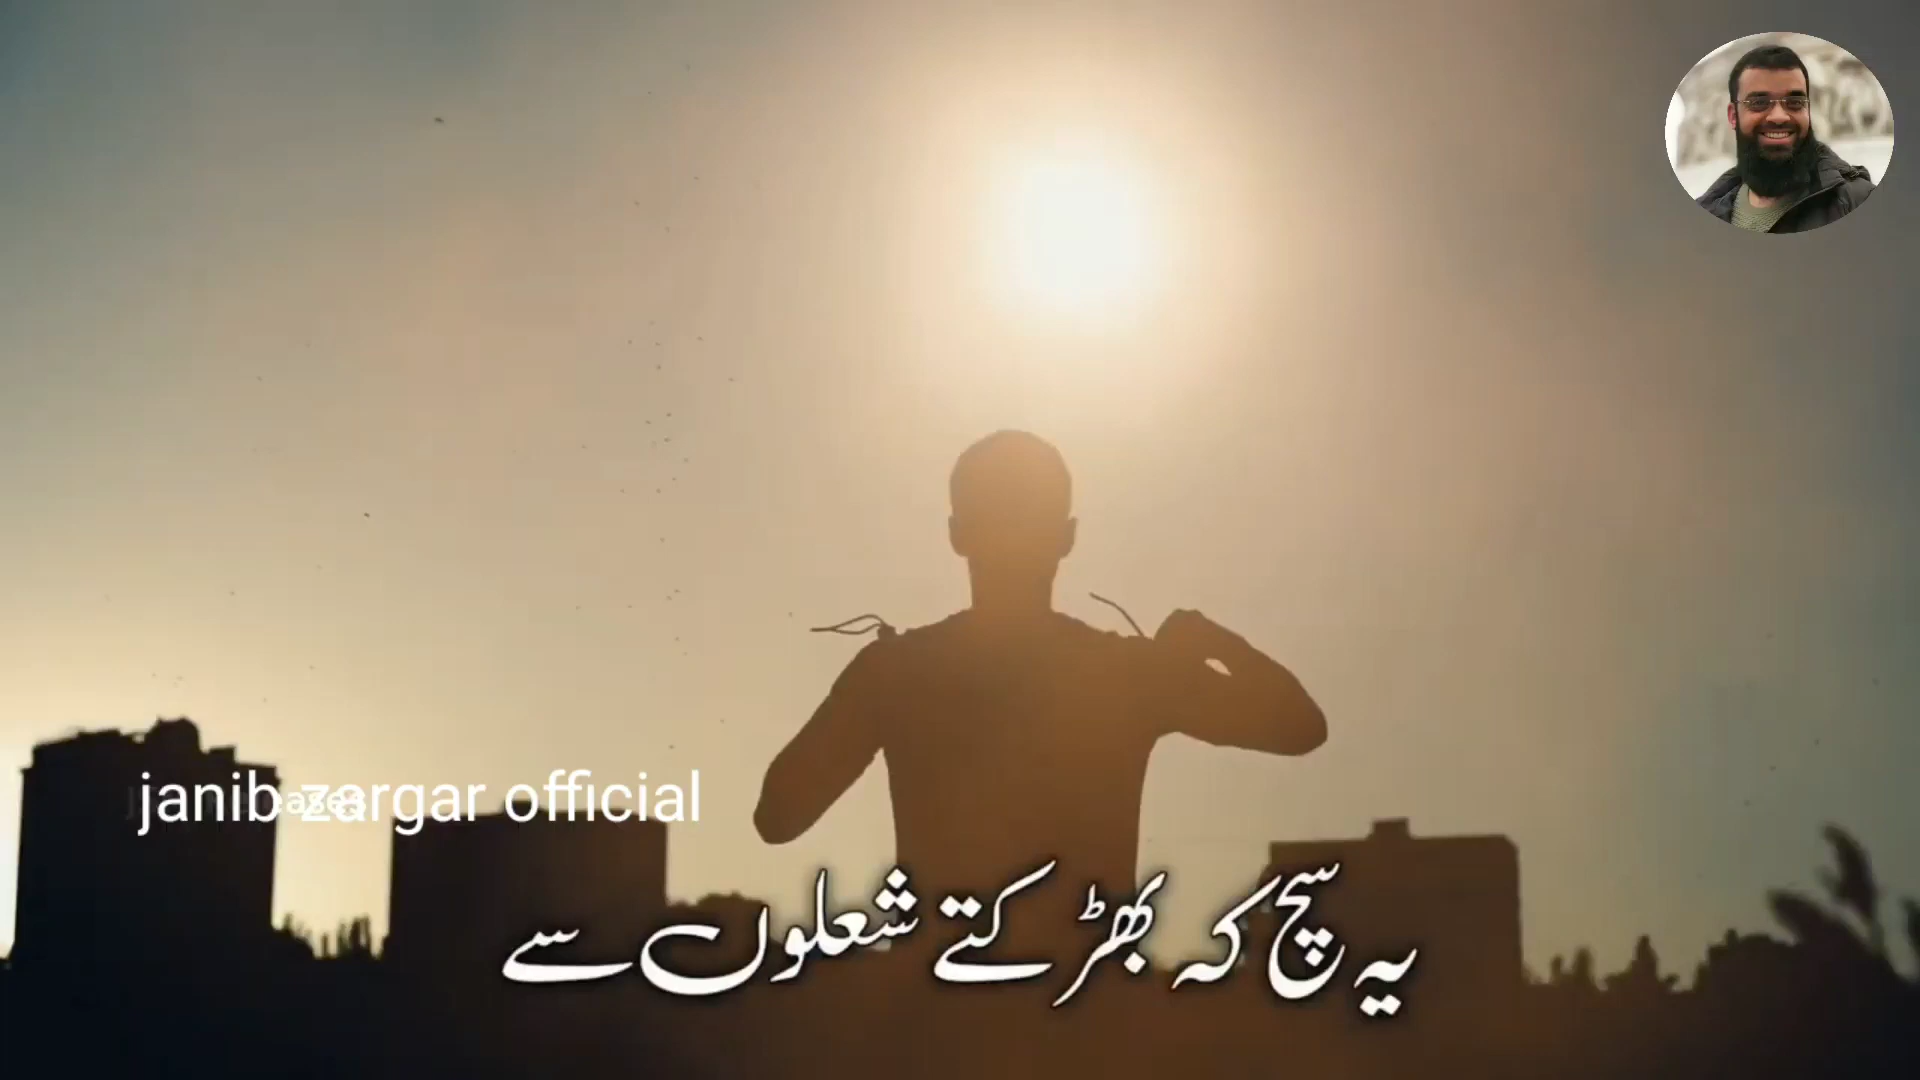 janib zargar official
یہ سچ کہ بھڑکتے شعلوں سے